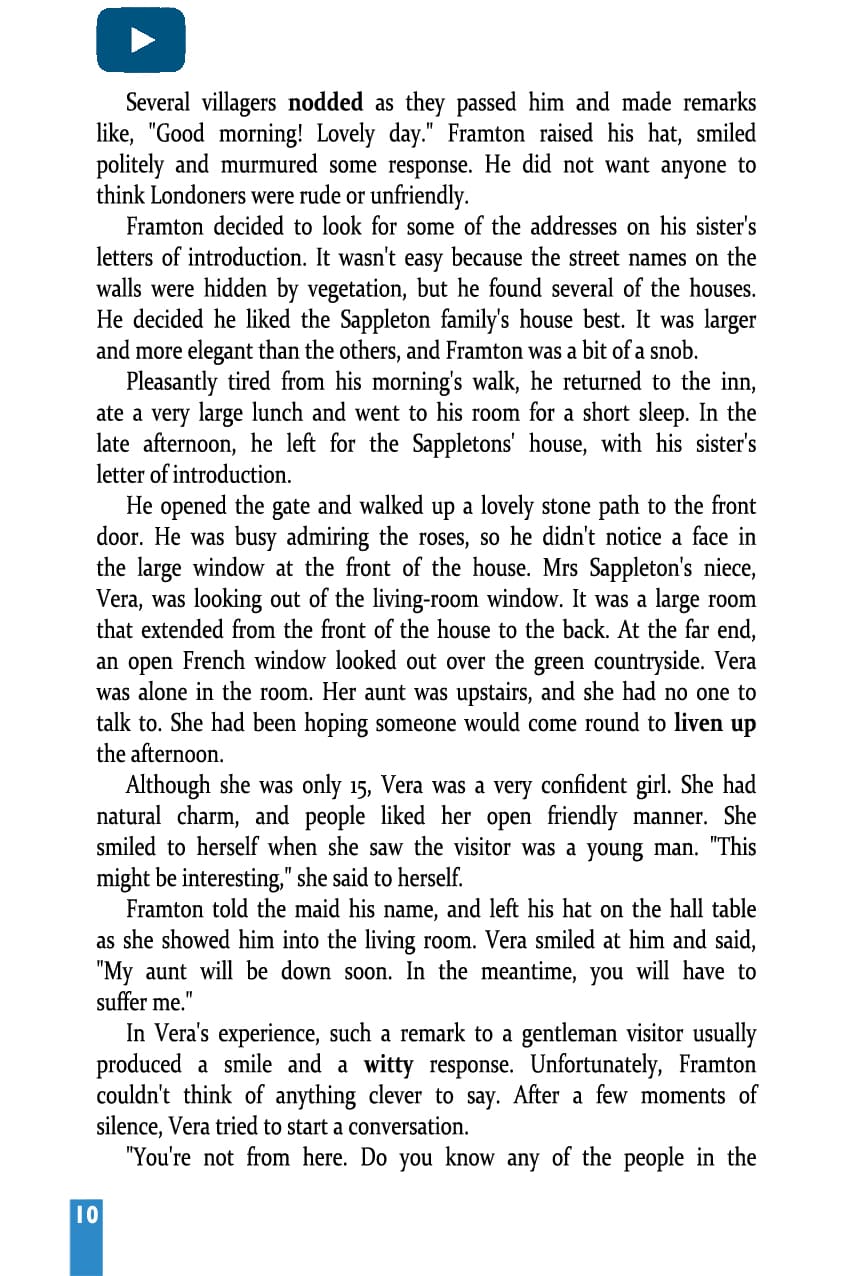 Several villagers nodded as they passed him and made remarks
like, "Good morning! Lovely day." Framton raised his hat, smiled
politely and murmured some response. He did not want anyone to
think Londoners were rude or unfriendly.
Framton decided to look for some of the addresses on his sister's
letters of introduction. It wasn't easy because the street names on the
walls were hidden by vegetation, but he found several of the houses.
He decided he liked the Sappleton family's house best. It was larger
and more elegant than the others, and Framton was a bit of a snob.
Pleasantly tired from his morning's walk, he returned to the inn,
ate a very large lunch and went to his room for a short sleep. In the
late afternoon, he left for the Sappletons' house, with his sister's
letter of introduction.
He opened the gate and walked up a lovely stone path to the front
door. He was busy admiring the roses, so he didn't notice a face in
the large window at the front of the house. Mrs Sappleton's niece,
Vera, was looking out of the living-room window. It was a large room
that extended from the front of the house to the back. At the far end,
an open French window looked out over the green countryside. Vera
was alone in the room. Her aunt was upstairs, and she had no one to
talk to. She had been hoping someone would come round to liven up
the afternoon.
Although she was only 15, Vera was a very confident girl. She had
natural charm, and people liked her open friendly manner. She
smiled to herself when she saw the visitor was a young man. "This
might be interesting," she said to herself.
Framton told the maid his name, and left his hat on the hall table
as she showed him into the living room. Vera smiled at him and said,
"My aunt will be down soon. In the meantime, you will have to
suffer me."
In Vera's experience, such a remark to a gentleman visitor usually
produced a smile and a witty response. Unfortunately, Framton
couldn't think of anything clever to say. After a few moments of
silence, Vera tried to start a conversation.
"You're not from here. Do you know any of the people in the
10